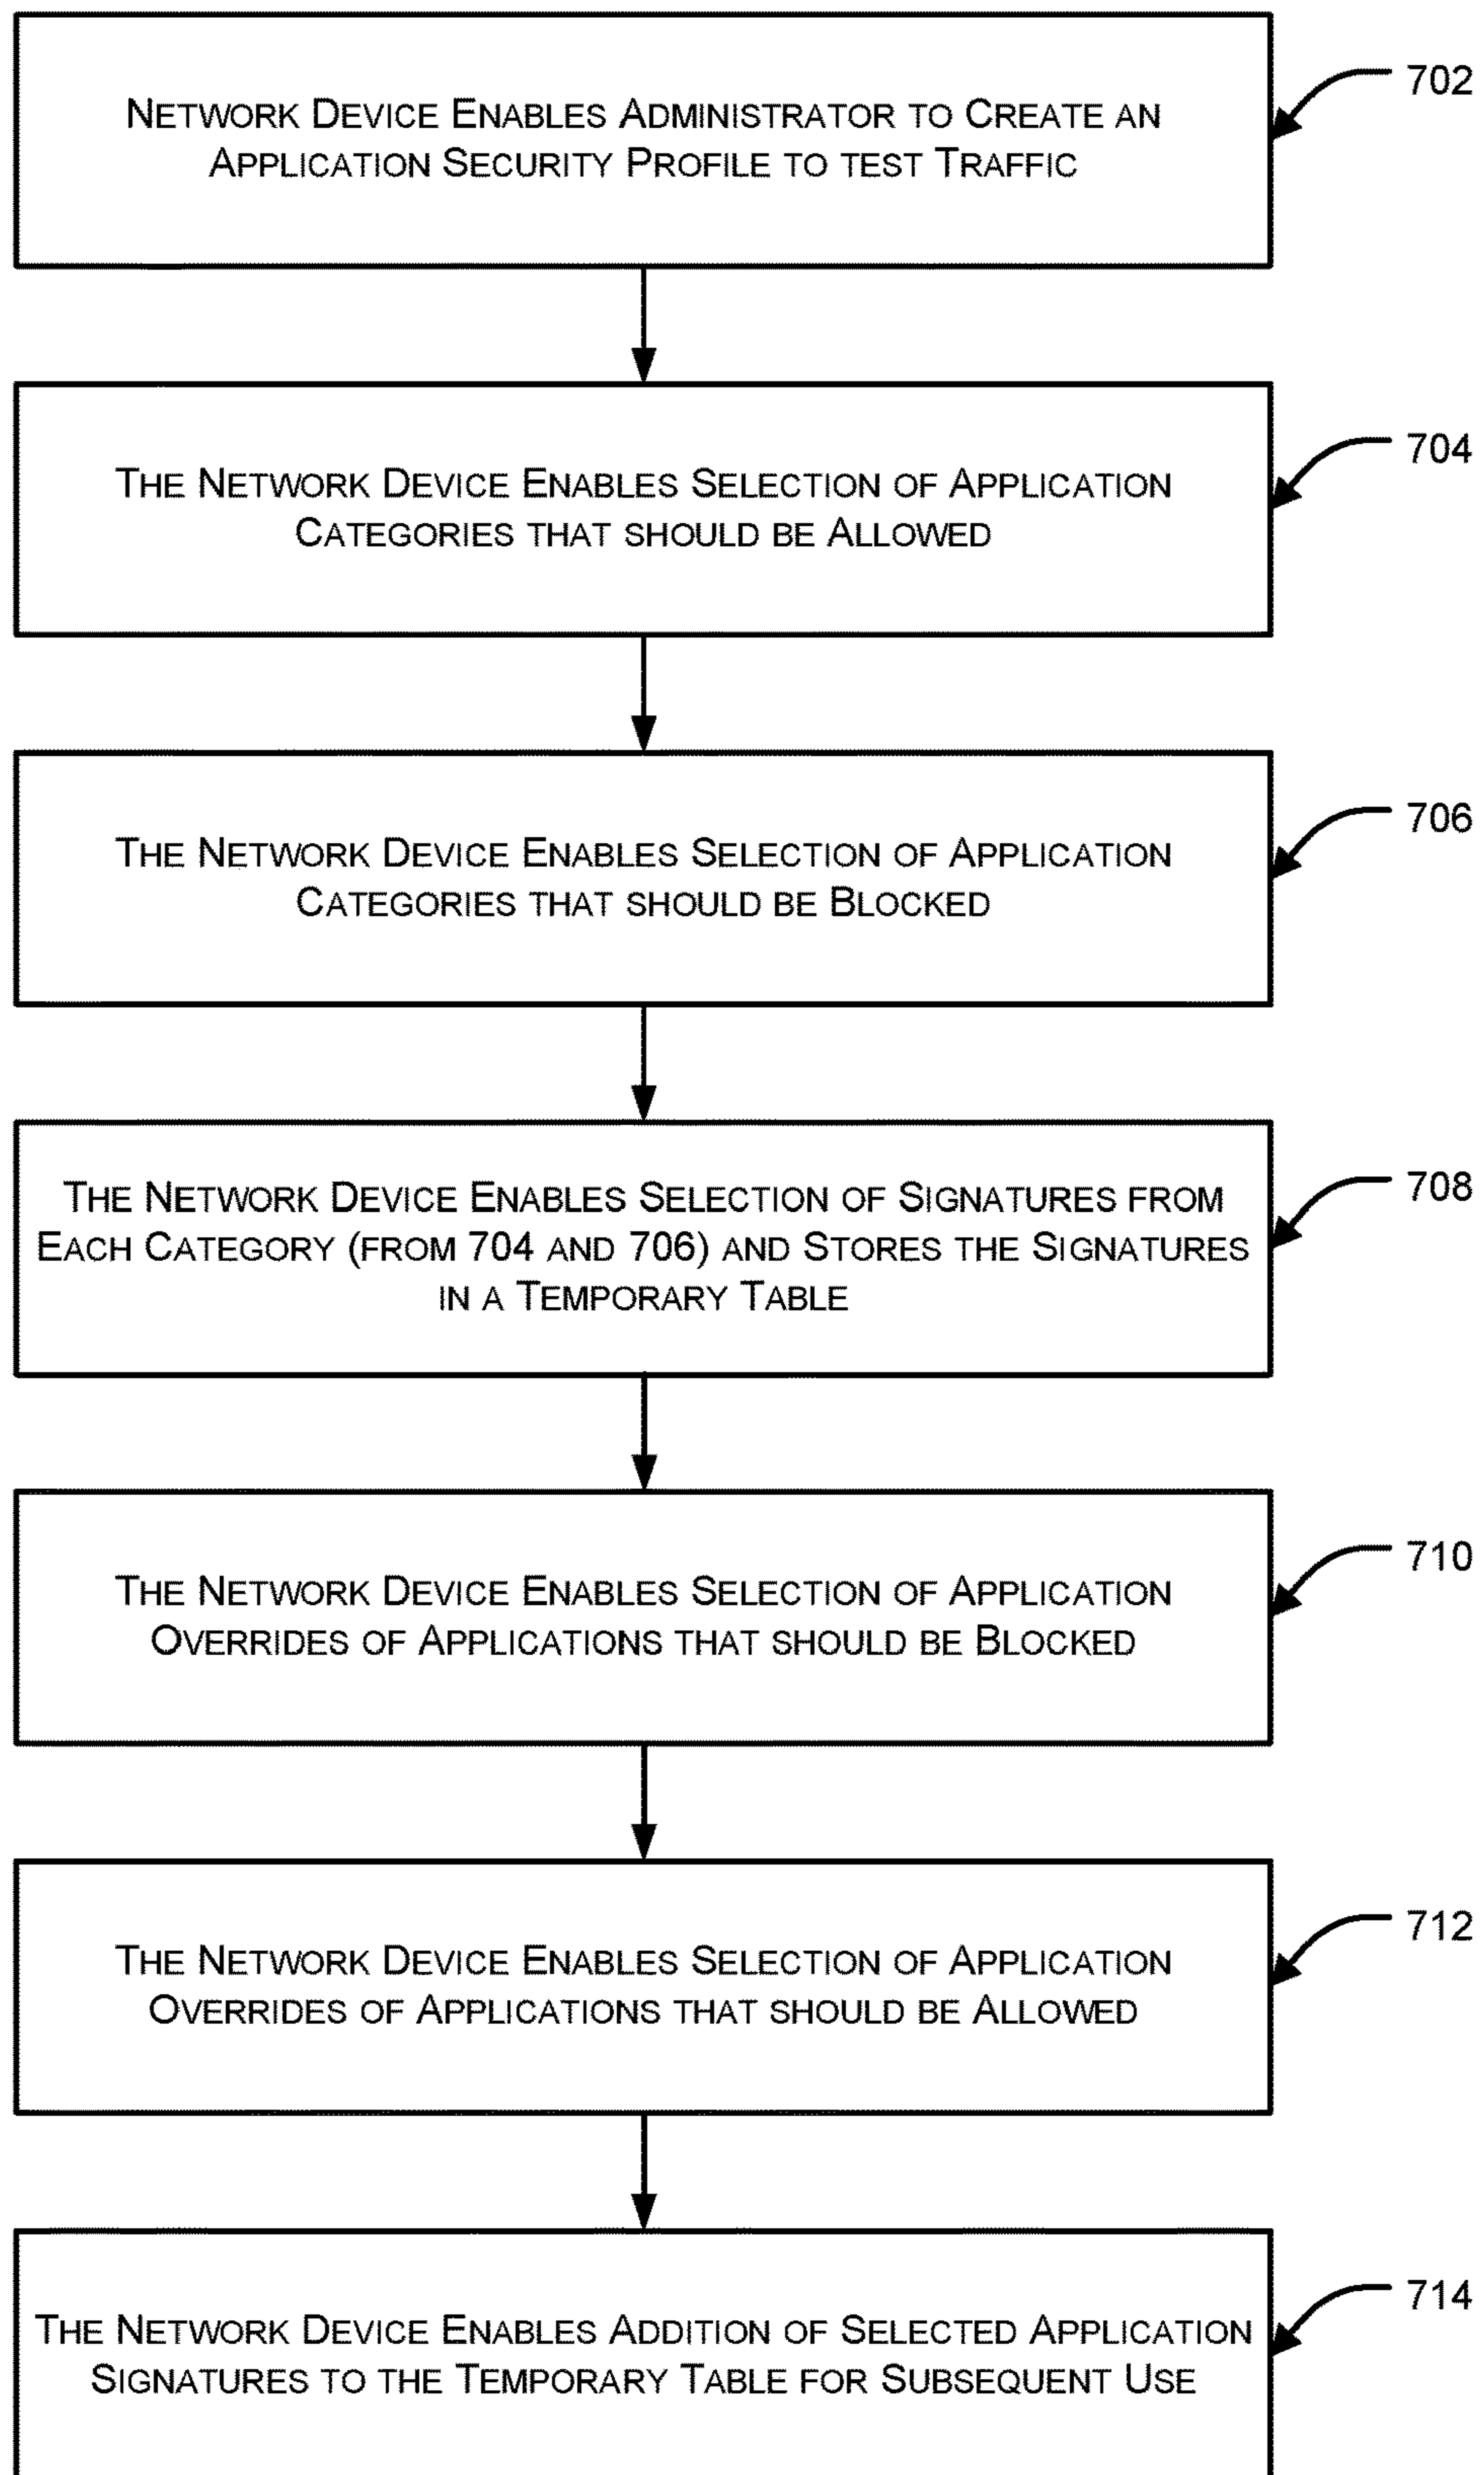 NETWORK DEVICE ENABLES ADMINISTRATOR TO CREATE AN
APPLICATION SECURITY PROFILE TO TEST TRAFFIC
702
THE NETWORK DEVICE ENABLES SELECTION OF APPLICATION
CATEGORIES THAT SHOULD BE ALLOWED
704
THE NETWORK DEVICE ENABLES SELECTION OF APPLICATION
CATEGORIES THAT SHOULD BE BLOCKED
706
THE NETWORK DEVICE ENABLES SELECTION OF SIGNATURES FROM
EACH CATEGORY (FROM 704 AND 706) AND STORES THE SIGNATURES
IN A TEMPORARY TABLE
708
THE NETWORK DEVICE ENABLES SELECTION OF APPLICATION
OVERRIDES OF APPLICATIONS THAT SHOULD BE BLOCKED
710
THE NETWORK DEVICE ENABLES SELECTION OF APPLICATION
OVERRIDES OF APPLICATIONS THAT SHOULD BE ALLOWED
712
THE NETWORK DEVICE ENABLES ADDITION OF SELECTED APPLICATION
SIGNATURES TO THE TEMPORARY TABLE FOR SUBSEQUENT USE
714